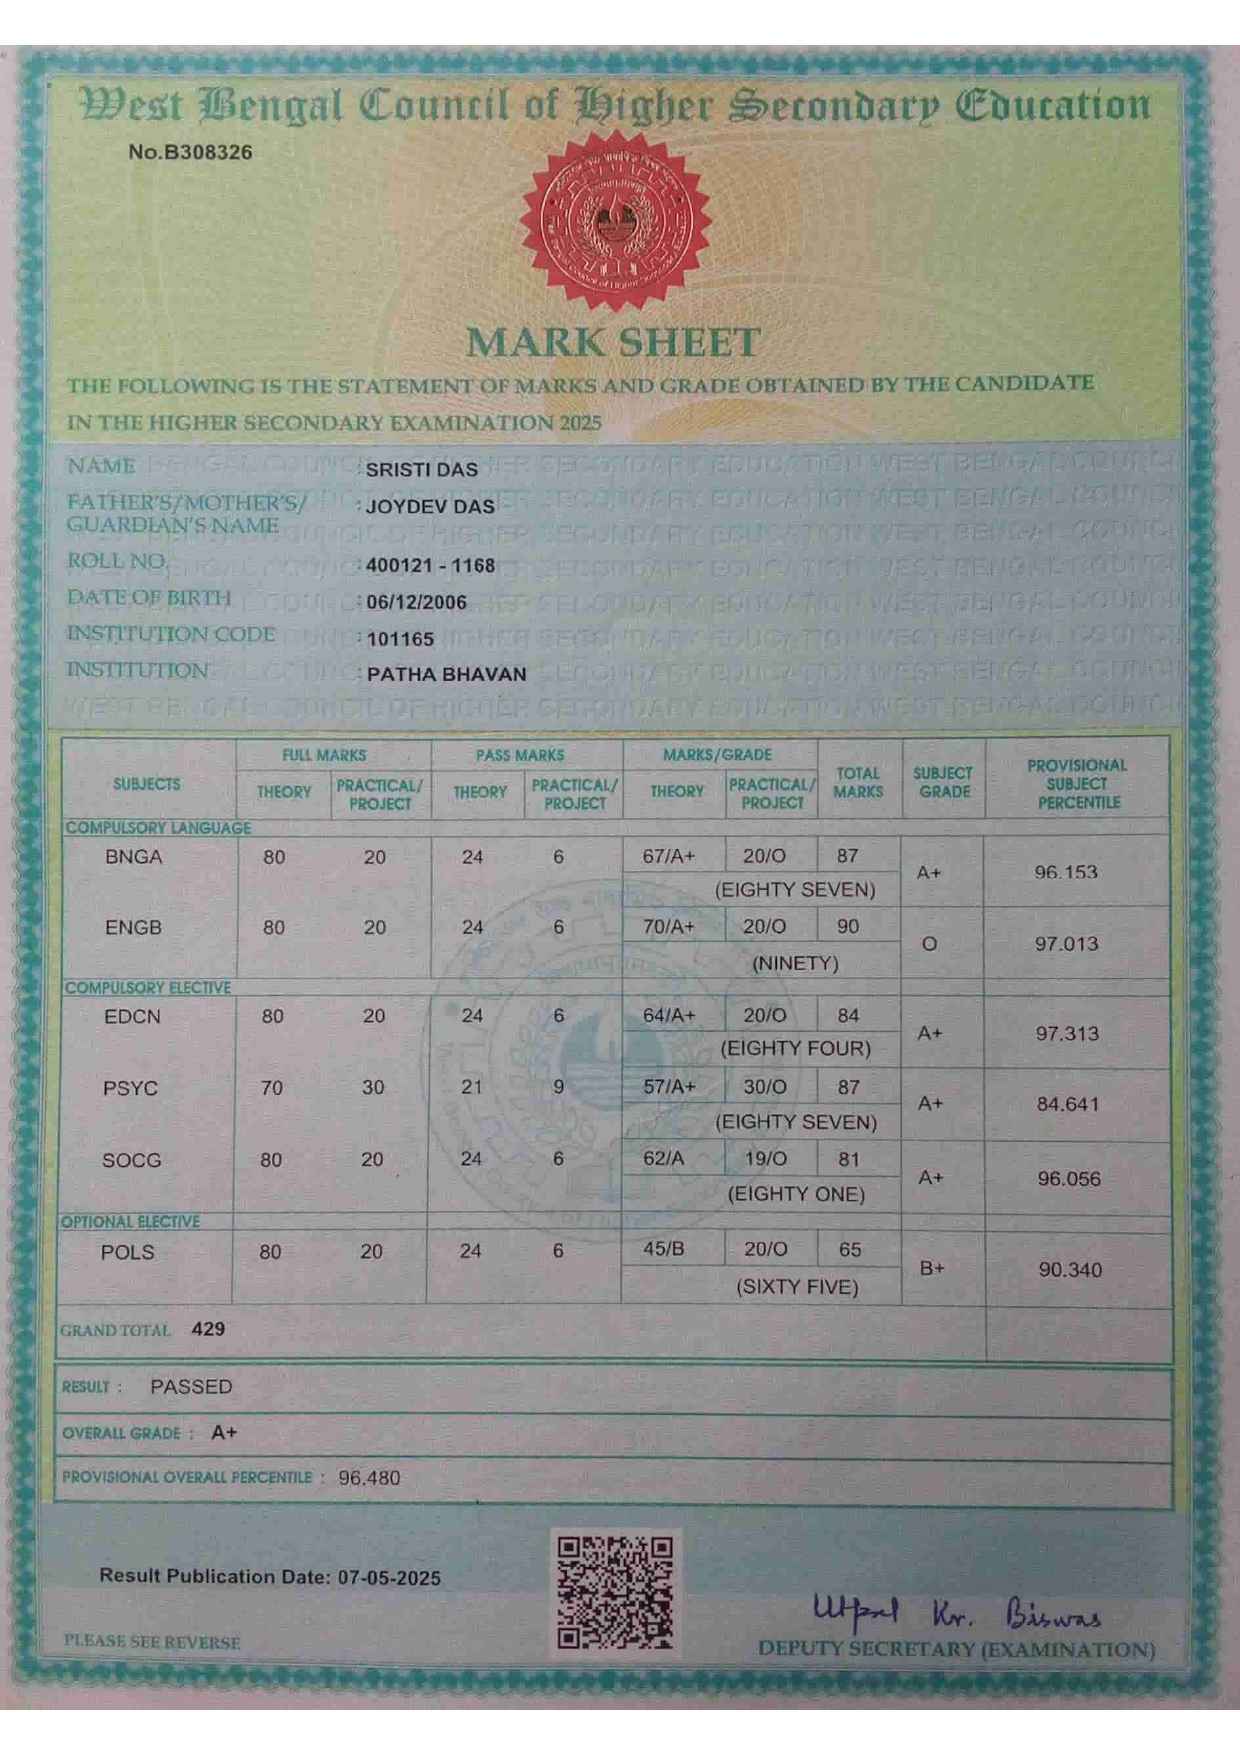 West Bengal Council of Higher Secondary Education
No.B308326
MARK SHEET
THE FOLLOWING IS THE STATEMENT OF MARKS AND GRADE OBTAINED BY THE CANDIDATE
IN THE HIGHER SECONDARY EXAMINATION 2025
NAME : SRISTI DAS
FATHER'S/MOTHER'S/ : JOYDEV DAS
GUARDIAN'S NAME
ROLL NO. : 400121 - 1168
DATE OF BIRTH : 06/12/2006
INSTITUTION CODE : 101165
INSTITUTION : PATHA BHAVAN
SUBJECTS FULL MARKS PASS MARKS MARKS/GRADE TOTAL MARKS SUBJECT GRADE PROVISIONAL SUBJECT PERCENTILE
THEORY PRACTICAL/PROJECT THEORY PRACTICAL/PROJECT THEORY PRACTICAL/PROJECT
COMPULSORY LANGUAGE
BNGA 80 20 24 6 67/A+ 20/O 87 A+ 96.153
(EIGHTY SEVEN)
ENGB 80 20 24 6 70/A+ 20/O 90 O 97.013
(NINETY)
COMPULSORY ELECTIVE
EDCN 80 20 24 6 64/A+ 20/O 84 A+ 97.313
(EIGHTY FOUR)
PSYC 70 30 21 9 57/A+ 30/O 87 A+ 84.641
(EIGHTY SEVEN)
SOCG 80 20 24 6 62/A 19/O 81 A+ 96.056
(EIGHTY ONE)
OPTIONAL ELECTIVE
POLS 80 20 24 6 45/B 20/O 65 B+ 90.340
(SIXTY FIVE)
GRAND TOTAL 429
RESULT : PASSED
OVERALL GRADE : A+
PROVISIONAL OVERALL PERCENTILE : 96.480
Result Publication Date: 07-05-2025
Utpal Kr. Biswas
PLEASE SEE REVERSE
DEPUTY SECRETARY (EXAMINATION)